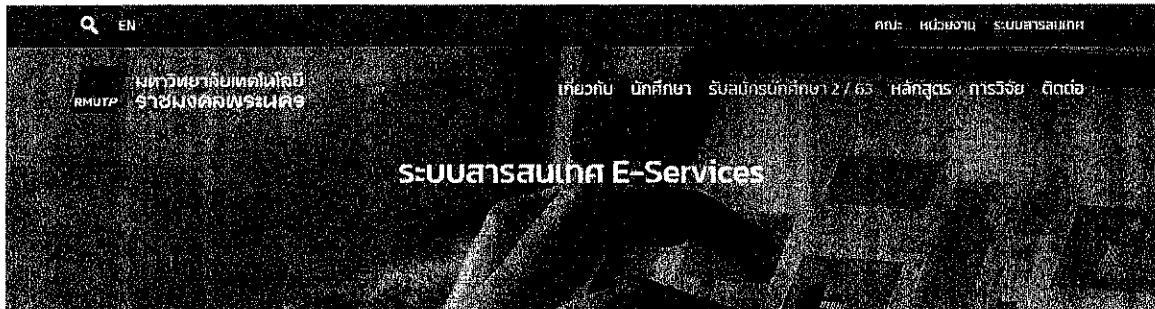 EN
คณะ หน่วยงาน ระบบสารสนเทศ
RMUTP
มหาวิทยาลัยเทคโนโลยี
ราชมงคลพระนคร
เกี่ยวกับ นักศึกษา รับสมัครนักศึกษา 2 / 63 หลักสูตร การวิจัย ติดต่อ
ระบบสารสนเทศ E-Services